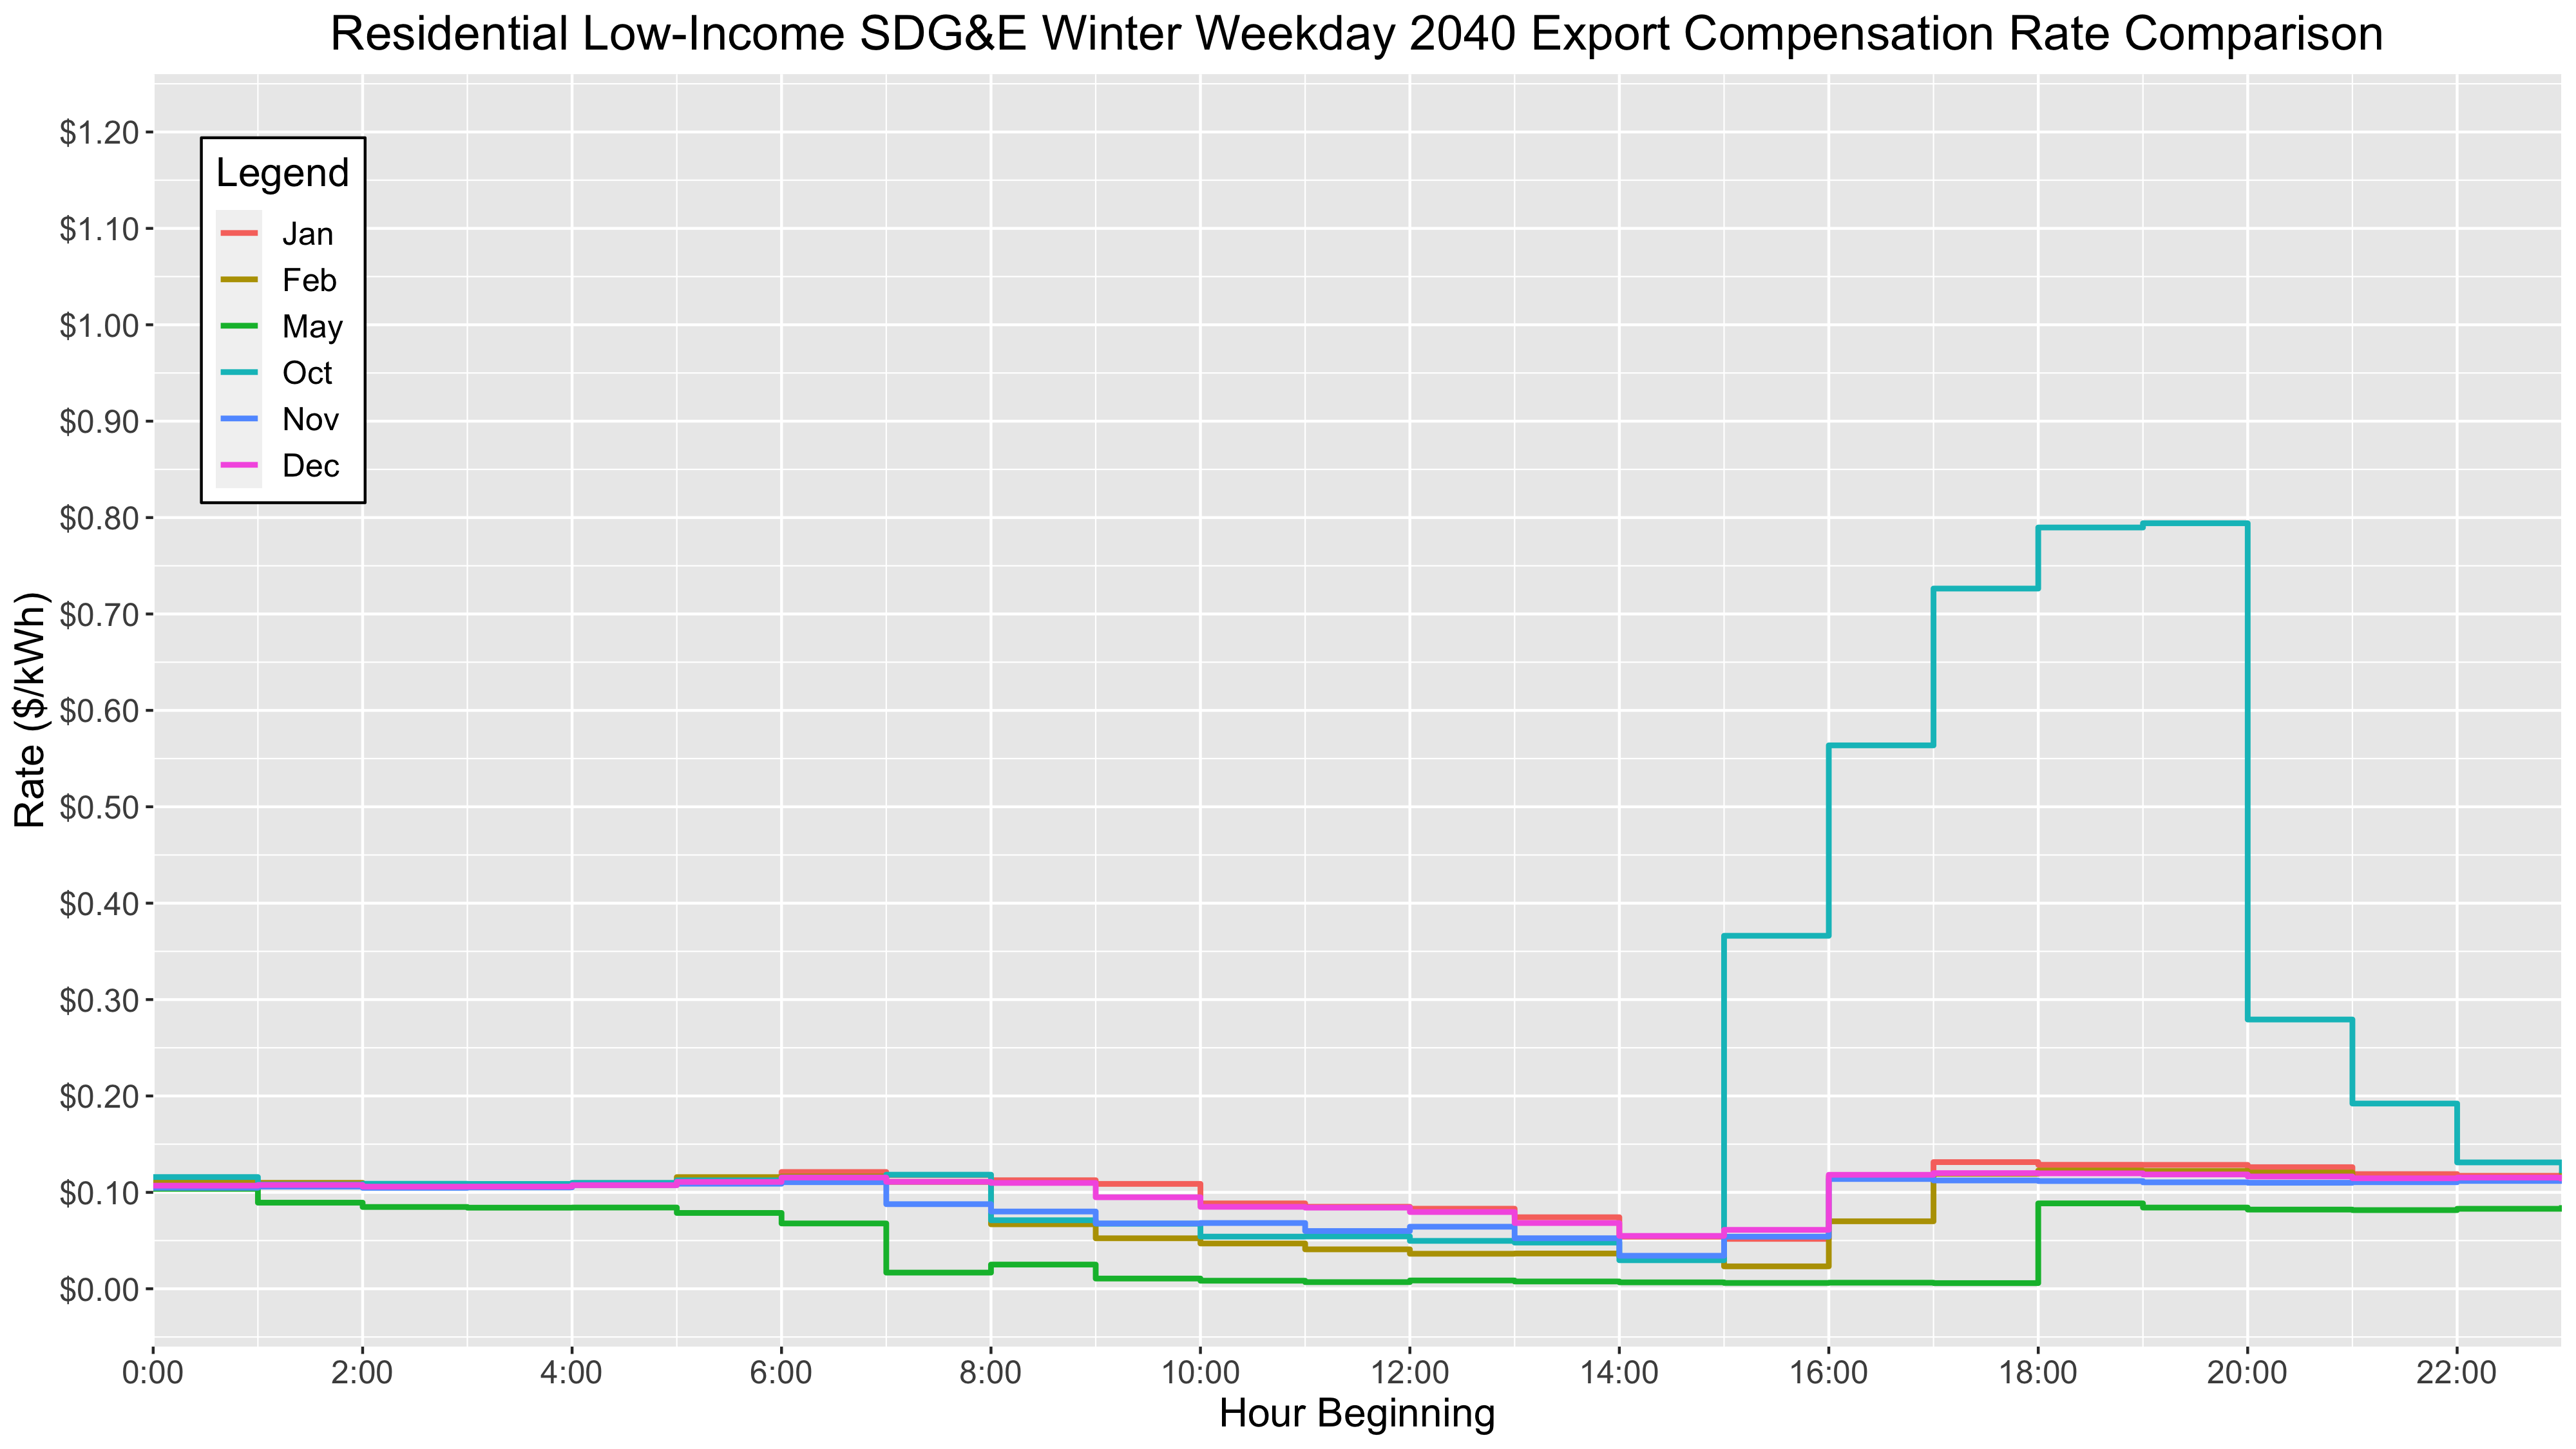 Residential Low-Income SDG&E Winter Weekday 2040 Export Compensation Rate Comparison
Legend
Jan
Feb
May
Oct
Nov
Dec
$1.20
$1.10
$1.00
$0.90
$0.80
$0.70
$0.60
$0.50
$0.40
$0.30
$0.20
$0.10
$0.00
Rate ($/kWh)
0:00 2:00 4:00 6:00 8:00 10:00 12:00 14:00 16:00 18:00 20:00 22:00
Hour Beginning